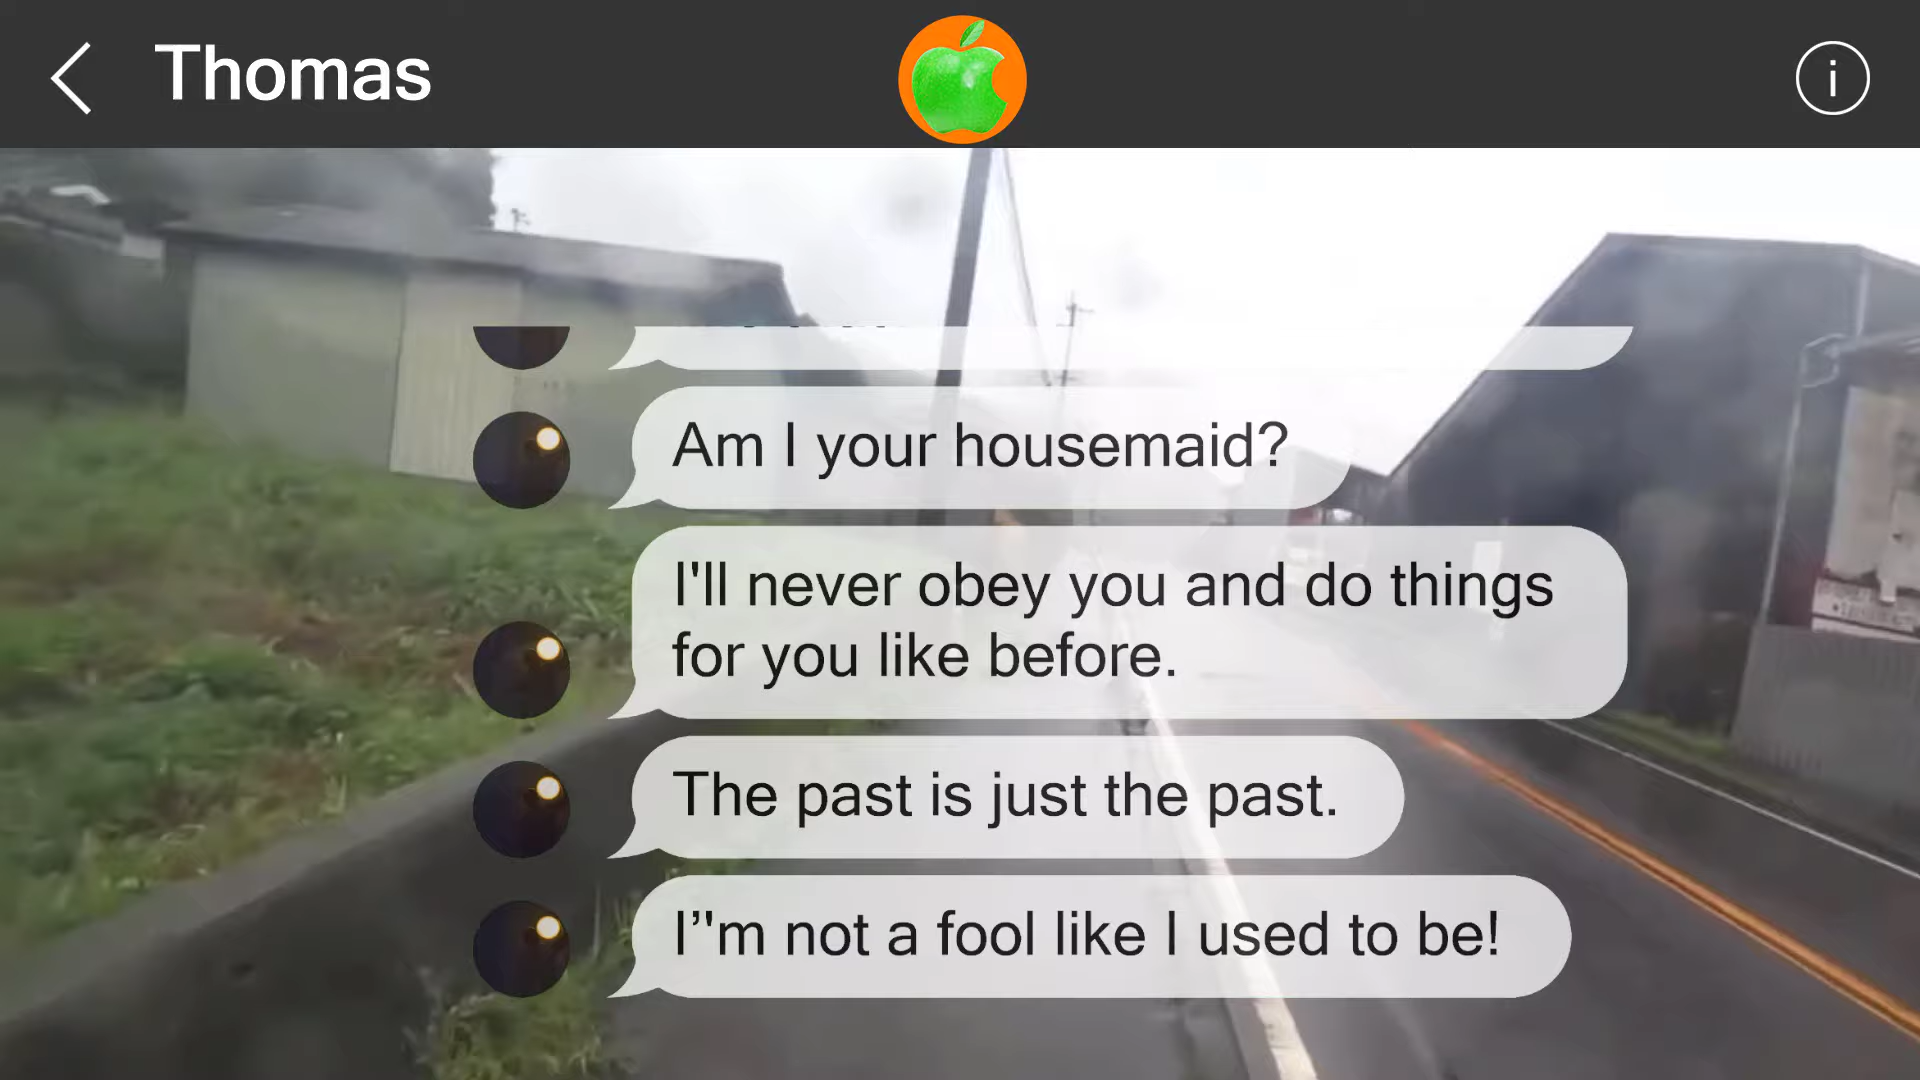 Thomas
i
Am I your housemaid?
I'll never obey you and do things
for you like before.
The past is just the past.
I’'m not a fool like I used to be!